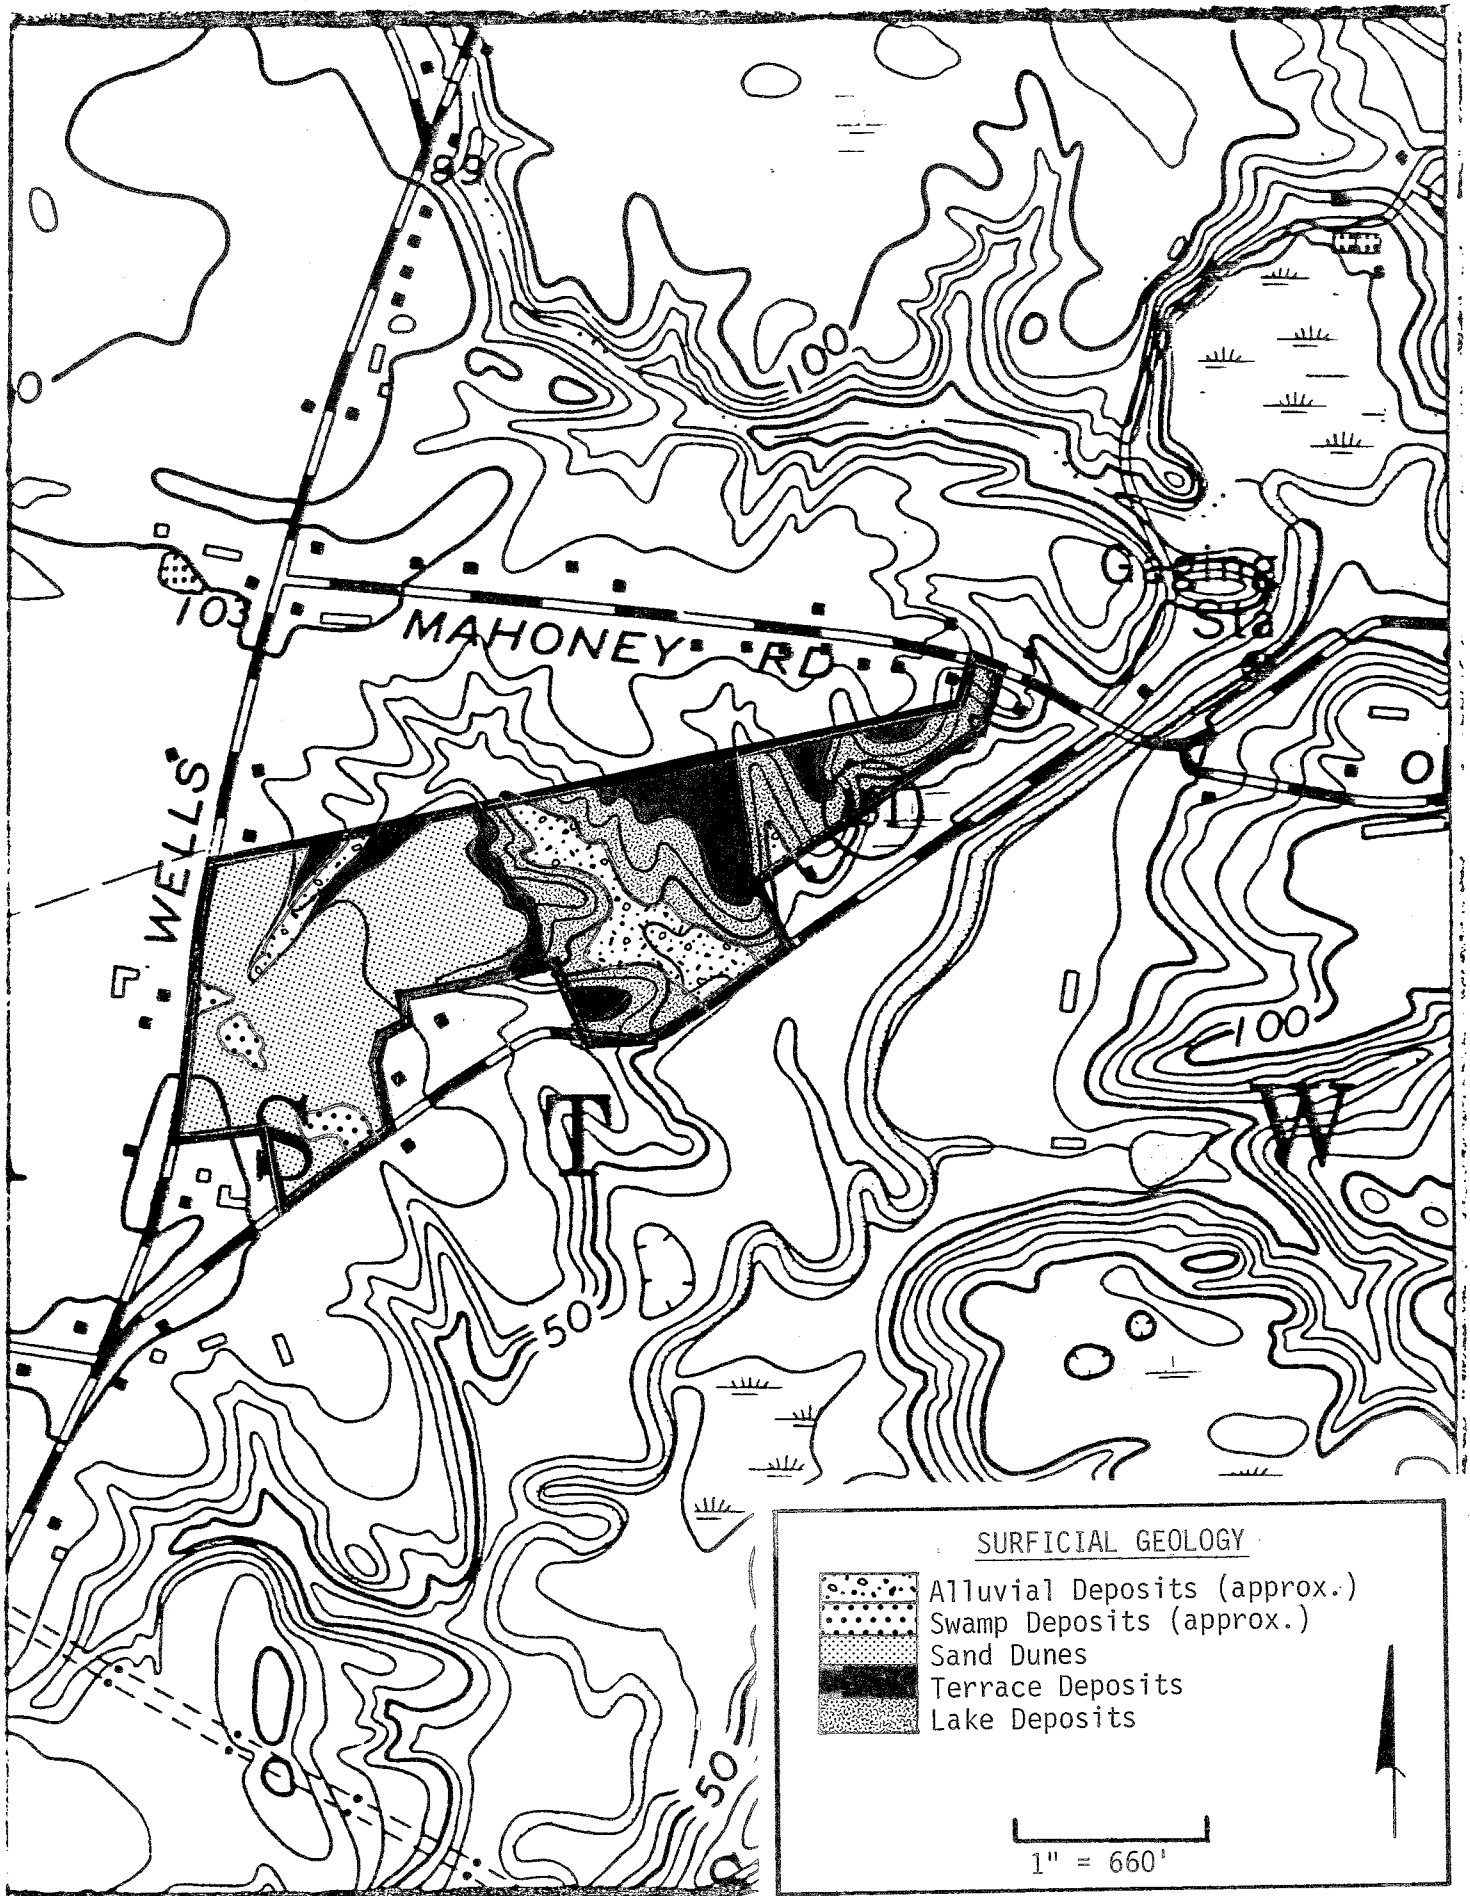 99
100
103
MAHONEY RD
Sta
WELLS
100
S
T
W
50
50
SURFICIAL GEOLOGY
Alluvial Deposits (approx.)
Swamp Deposits (approx.)
Sand Dunes
Terrace Deposits
Lake Deposits
1" = 660'